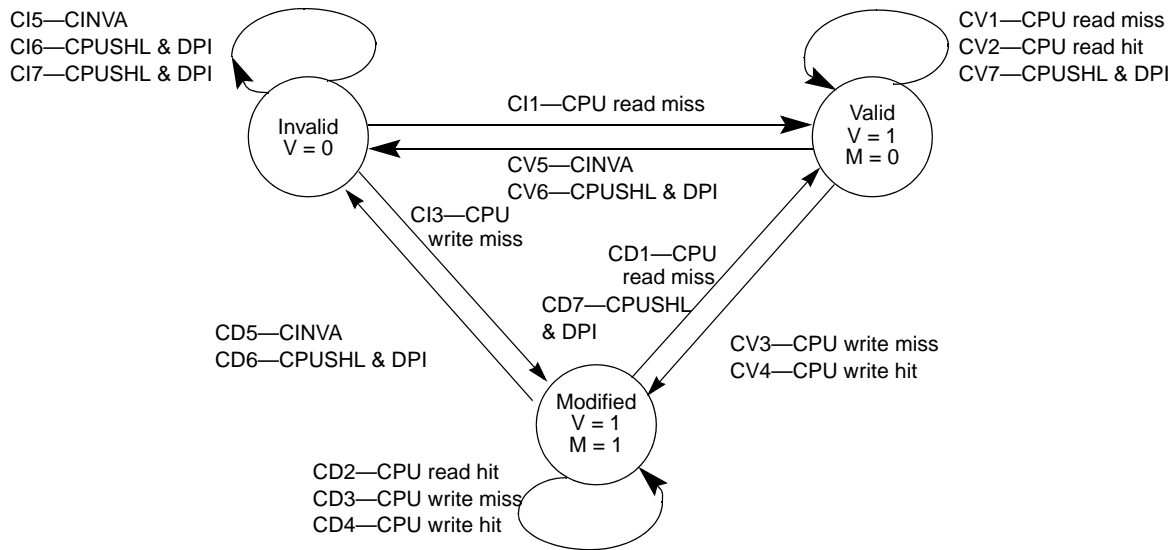 CI5—CINVA
CI6—CPUSHL & DPI
CI7—CPUSHL & DPI
CV1—CPU read miss
CV2—CPU read hit
CV7—CPUSHL & DPI
Invalid
V = 0
CI1—CPU read miss
Valid
V = 1
M = 0
CV5—CINVA
CV6—CPUSHL & DPI
CI3—CPU
write miss
CD1—CPU
read miss
CD7—CPUSHL
& DPI
CD5—CINVA
CD6—CPUSHL & DPI
CV3—CPU write miss
CV4—CPU write hit
Modified
V = 1
M = 1
CD2—CPU read hit
CD3—CPU write miss
CD4—CPU write hit